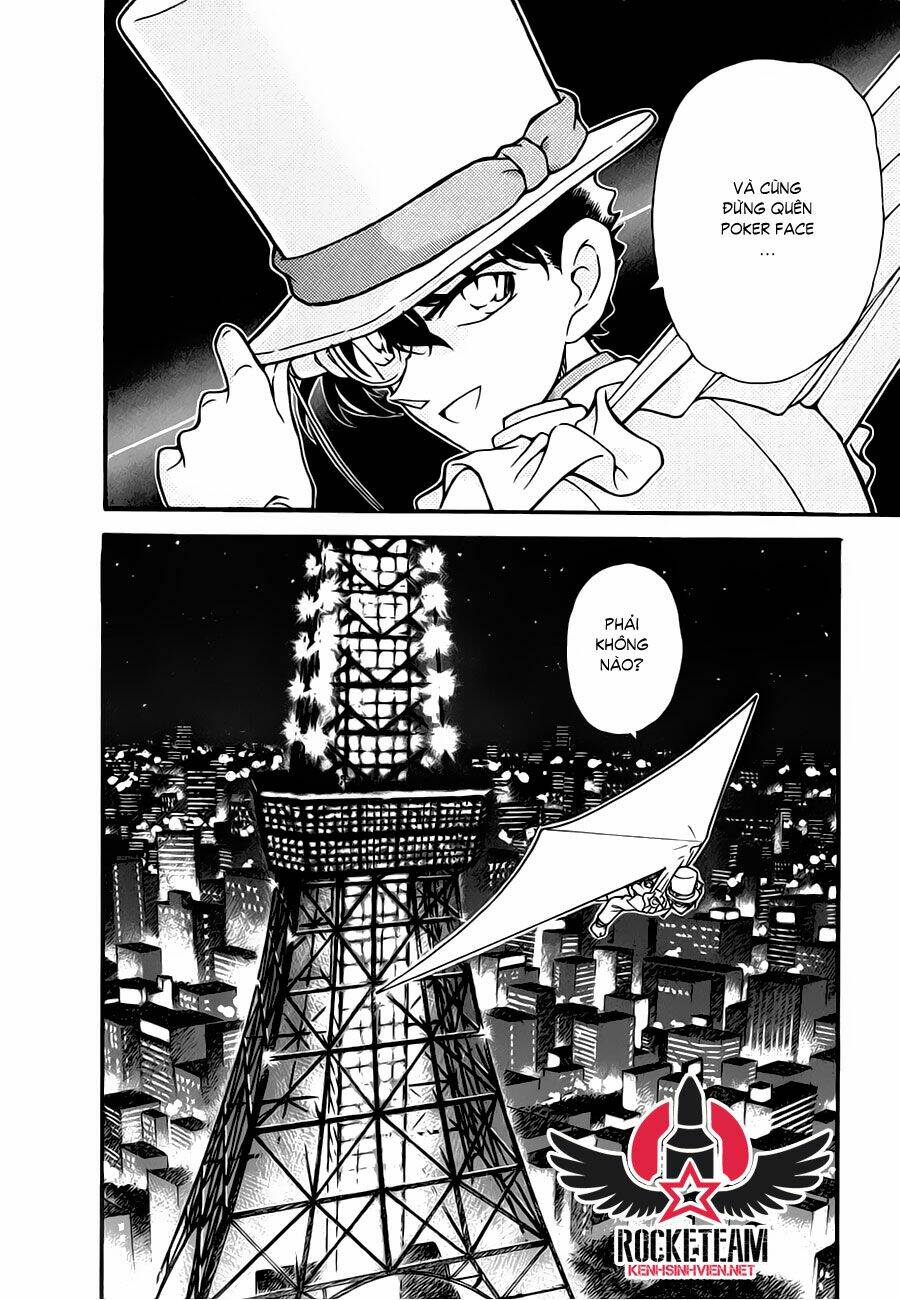 VÀ CŨNG
ĐỪNG QUÊN
POKER FACE
...
PHẢI
KHÔNG
NÀO?
ROCKETEAM
KENHSINHVIEN.NET